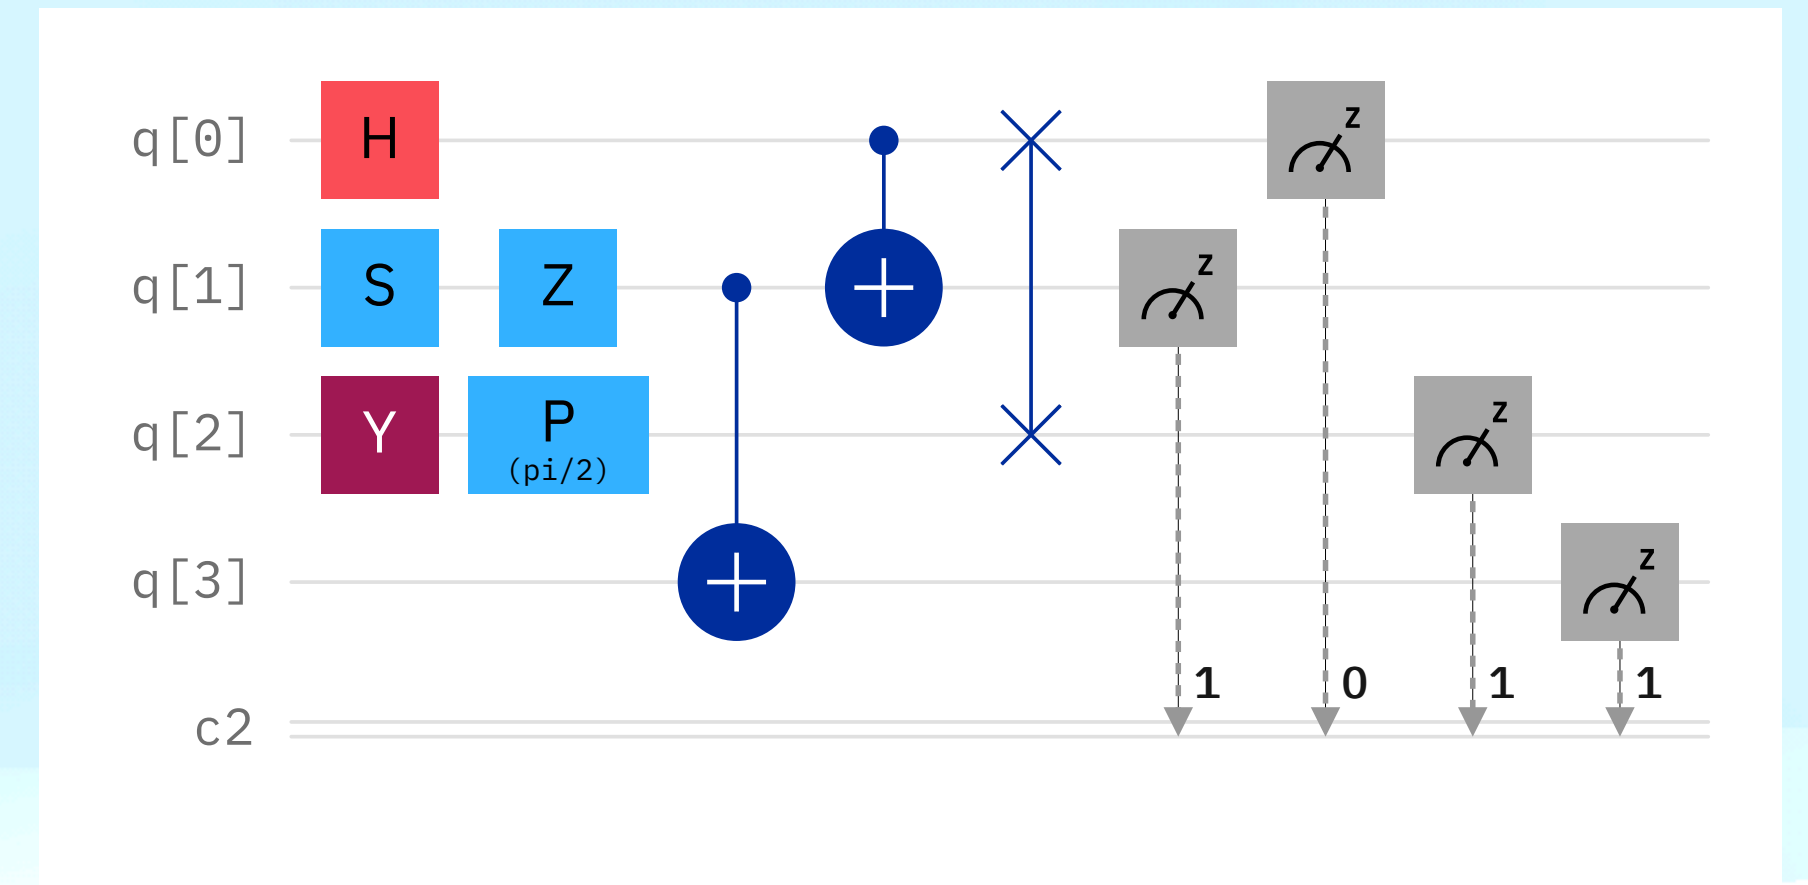 q[0] H z
q[1] S Z z
q[2] Y P z
(pi/2)
q[3] z
1 0 1 1
c2